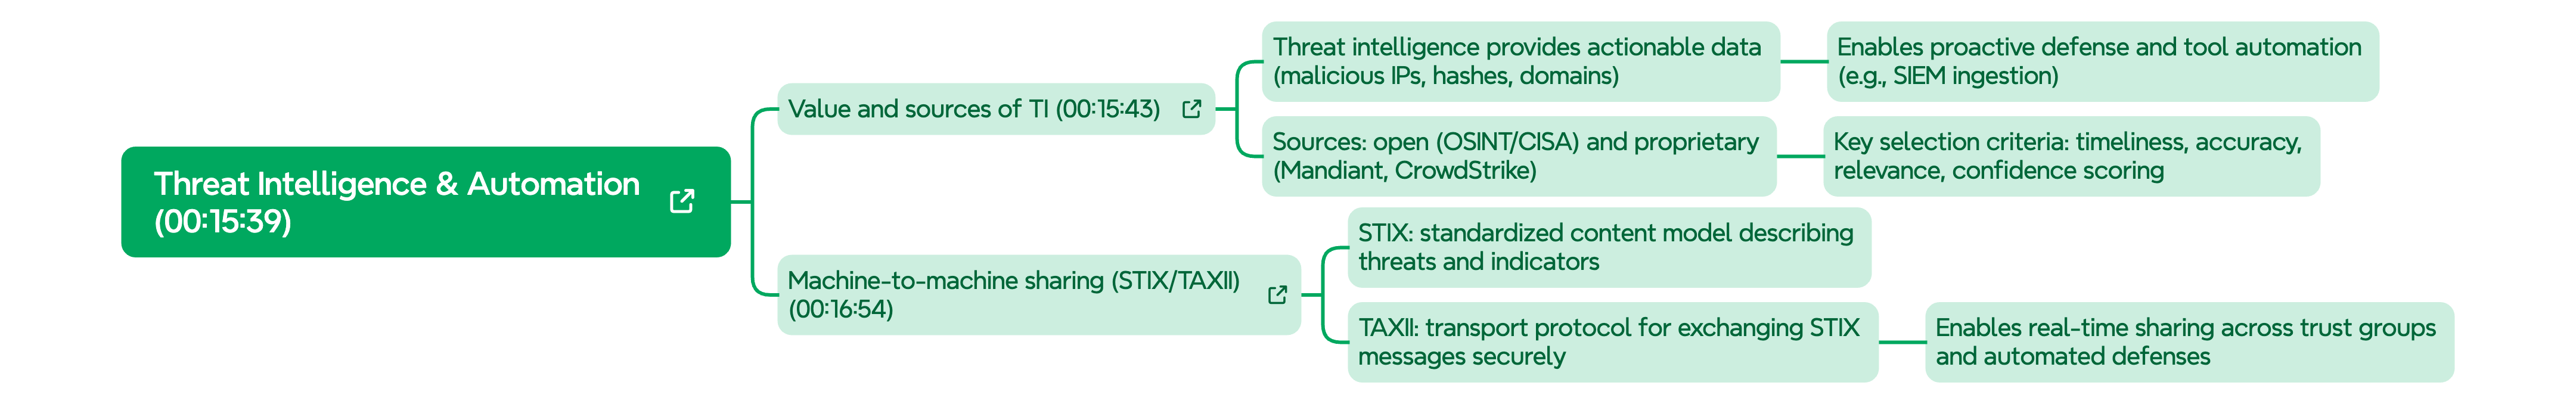 Threat Intelligence & Automation
(00:15:39)
Value and sources of TI (00:15:43)
Threat intelligence provides actionable data
(malicious IPs, hashes, domains)
Enables proactive defense and tool automation
(e.g., SIEM ingestion)
Sources: open (OSINT/CISA) and proprietary
(Mandiant, CrowdStrike)
Key selection criteria: timeliness, accuracy,
relevance, confidence scoring
Machine-to-machine sharing (STIX/TAXII)
(00:16:54)
STIX: standardized content model describing
threats and indicators
TAXII: transport protocol for exchanging STIX
messages securely
Enables real-time sharing across trust groups
and automated defenses